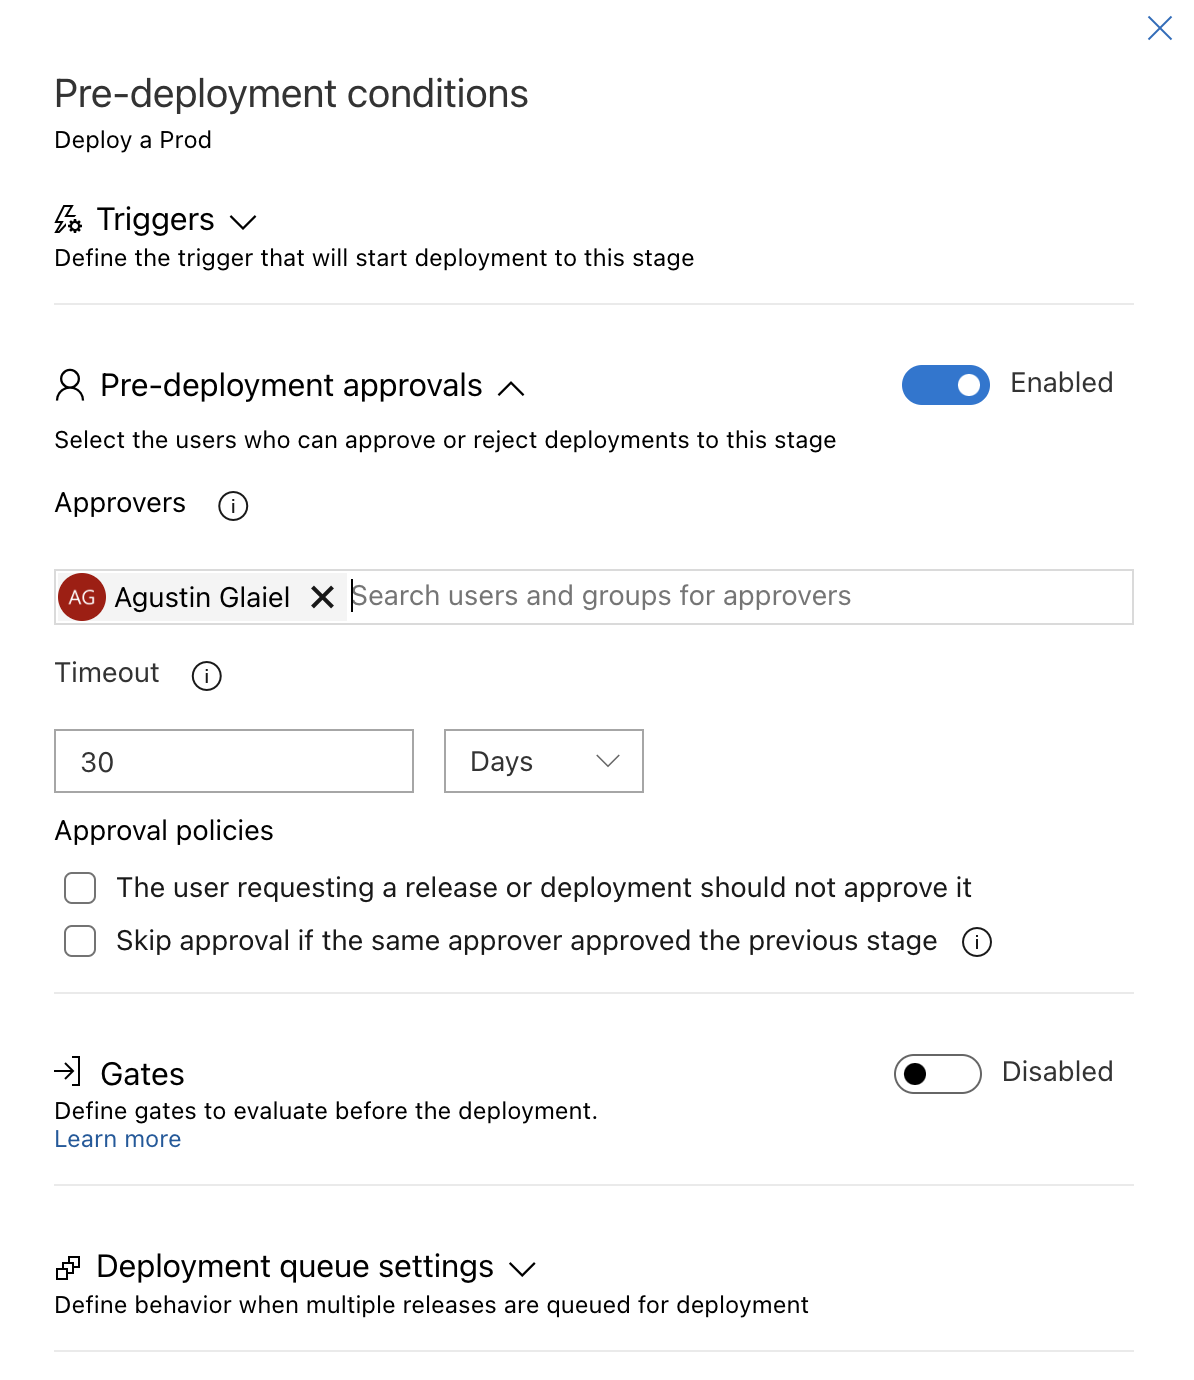 Pre-deployment conditions
Deploy a Prod
Triggers
Define the trigger that will start deployment to this stage
Pre-deployment approvals
Enabled
Select the users who can approve or reject deployments to this stage
Approvers
AG Agustin Glaiel Search users and groups for approvers
Timeout
30 Days
Approval policies
The user requesting a release or deployment should not approve it
Skip approval if the same approver approved the previous stage
Gates
Disabled
Define gates to evaluate before the deployment.
Learn more
Deployment queue settings
Define behavior when multiple releases are queued for deployment